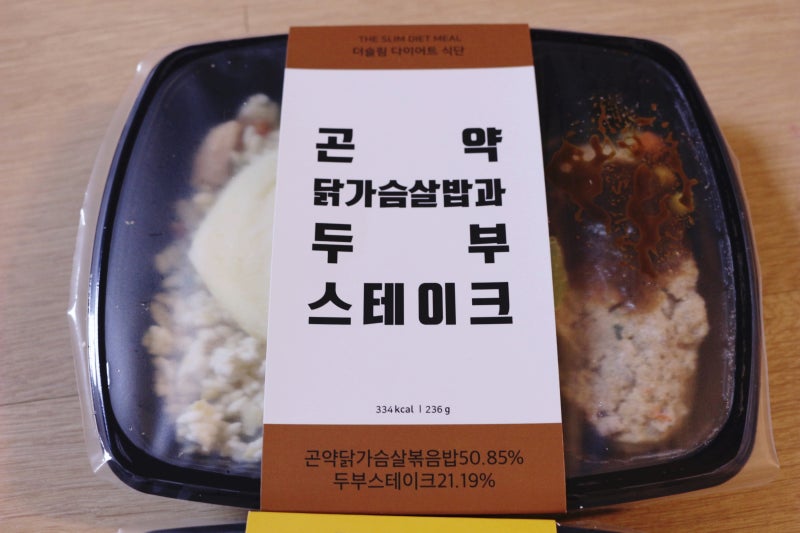 THE SLIM DIET MEAL
더슬림 다이어트 식단
곤 약
닭가슴살밥과
두 부
스테이크
334 kcal | 236 g
곤약닭가슴살볶음밥50.85%
두부스테이크21.19%